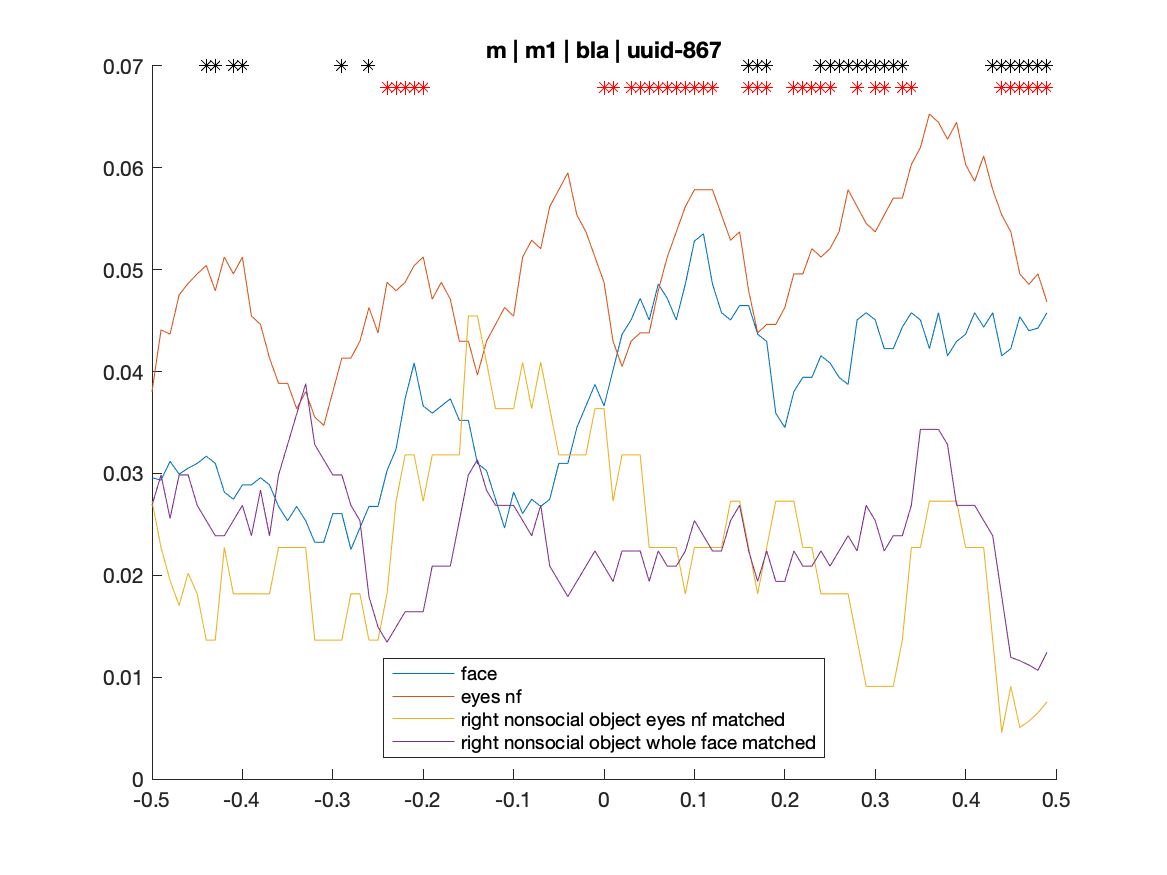 m | m1 | bla | uuid-867
0.07
0.06
0.05
0.04
0.03
0.02
0.01
0
face
eyes nf
right nonsocial object eyes nf matched
right nonsocial object whole face matched
-0.5 -0.4 -0.3 -0.2 -0.1 0 0.1 0.2 0.3 0.4 0.5